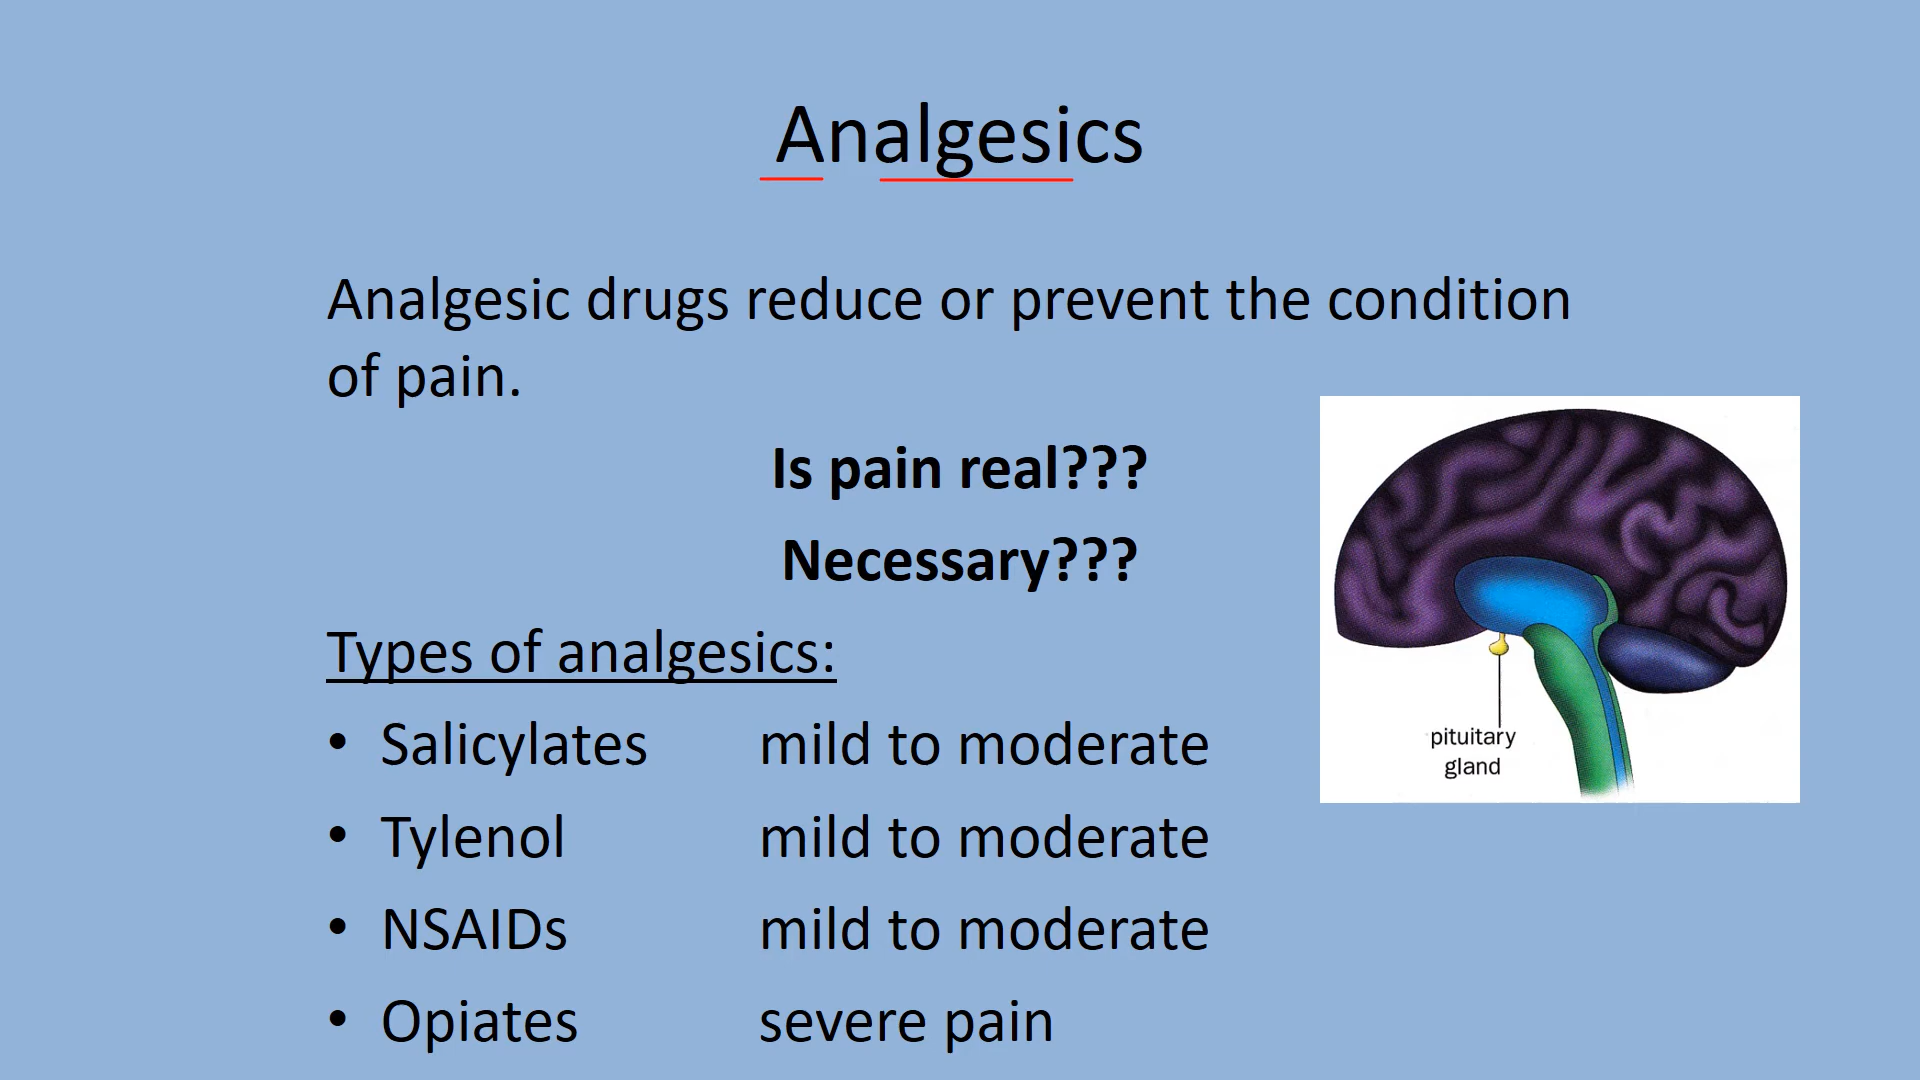 Analgesics
Analgesic drugs reduce or prevent the condition
of pain.
Is pain real???
Necessary???
Types of analgesics:
• Salicylates mild to moderate
• Tylenol mild to moderate
• NSAIDs mild to moderate
• Opiates severe pain
pituitary
gland